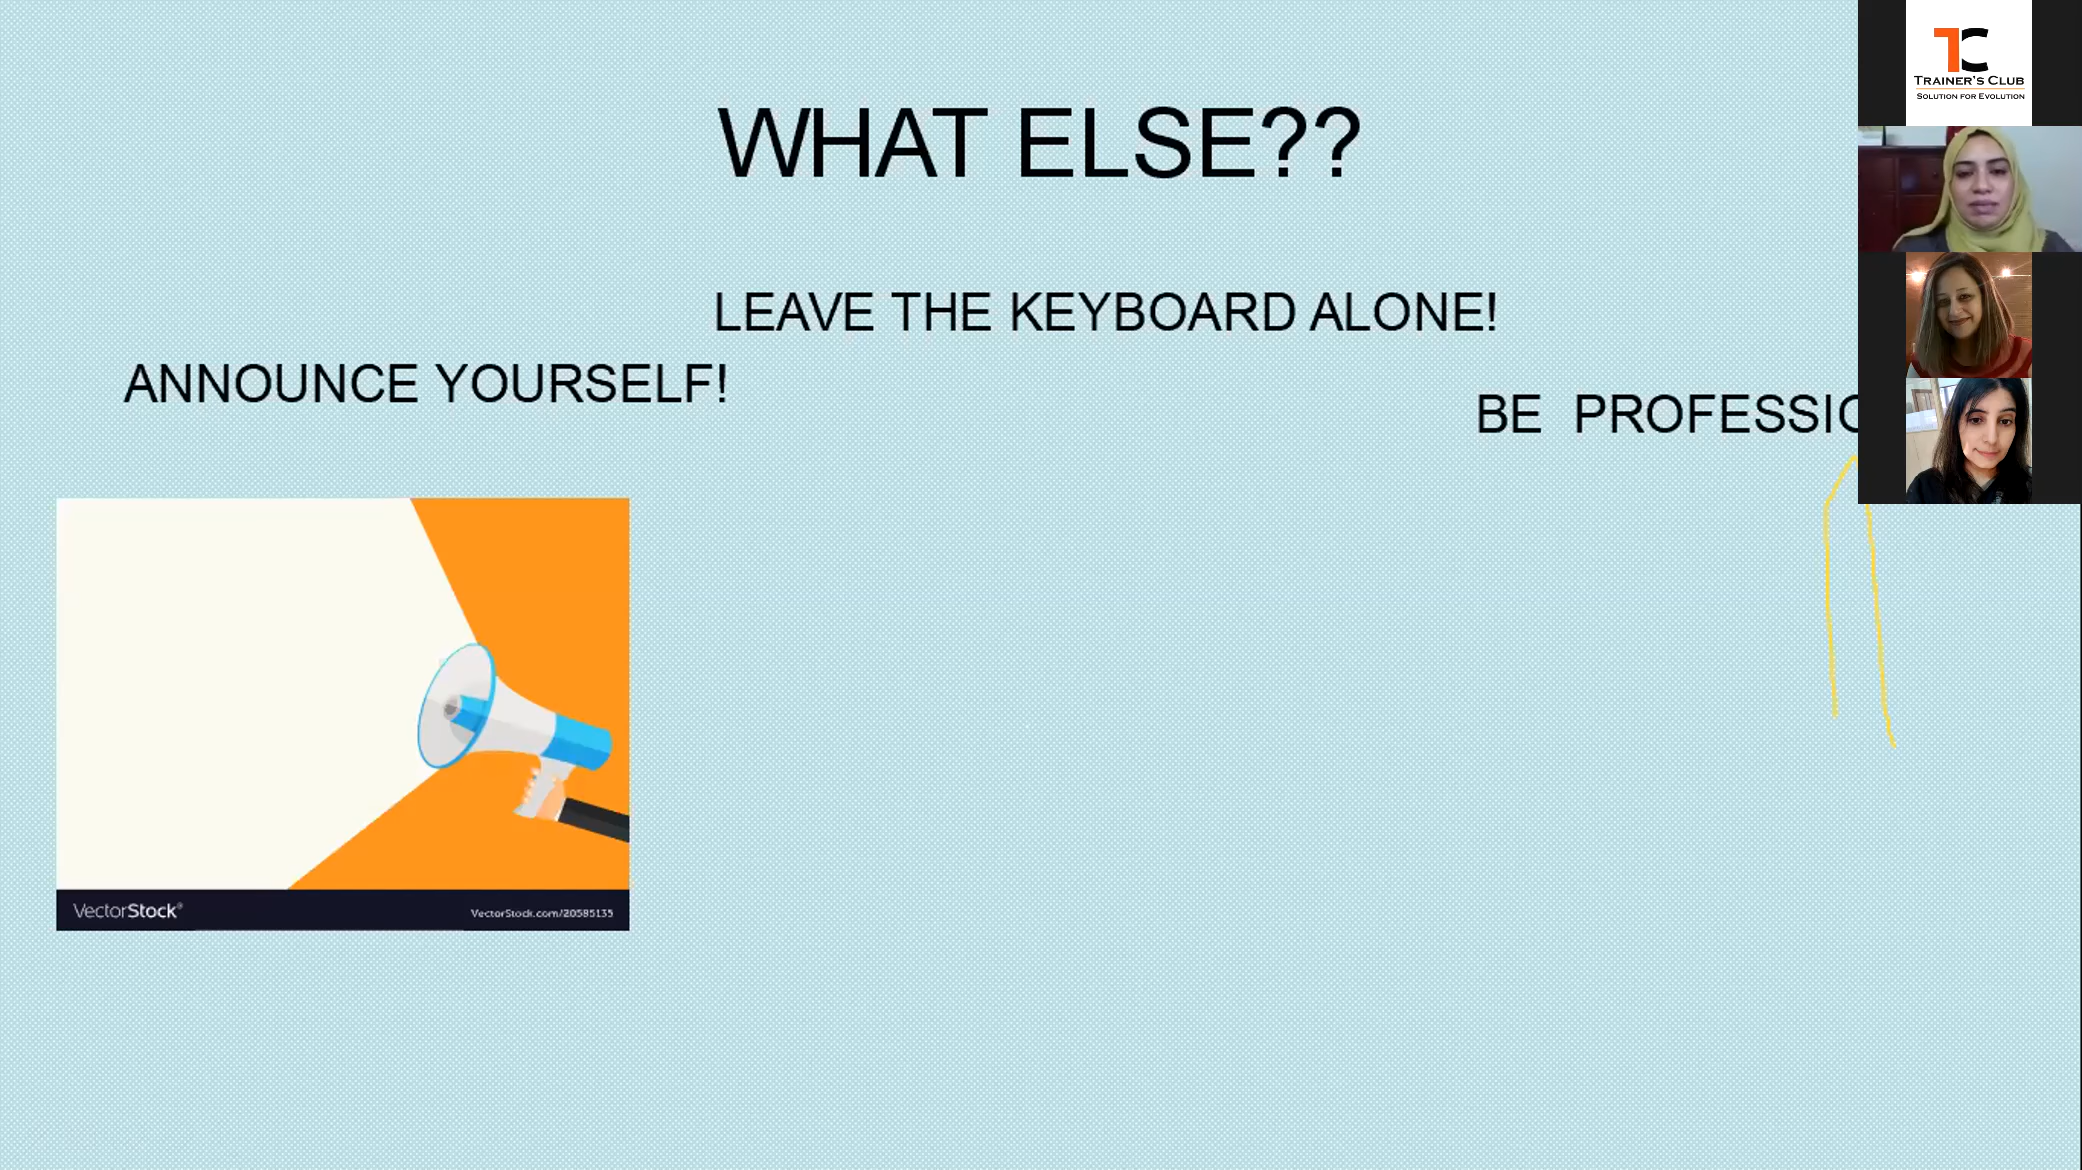 WHAT ELSE??
LEAVE THE KEYBOARD ALONE!
ANNOUNCE YOURSELF!
BE PROFESSIO
VectorStock®
VectorStock.com/20585135
TC
TRAINER'S CLUB
SOLUTION FOR EVOLUTION